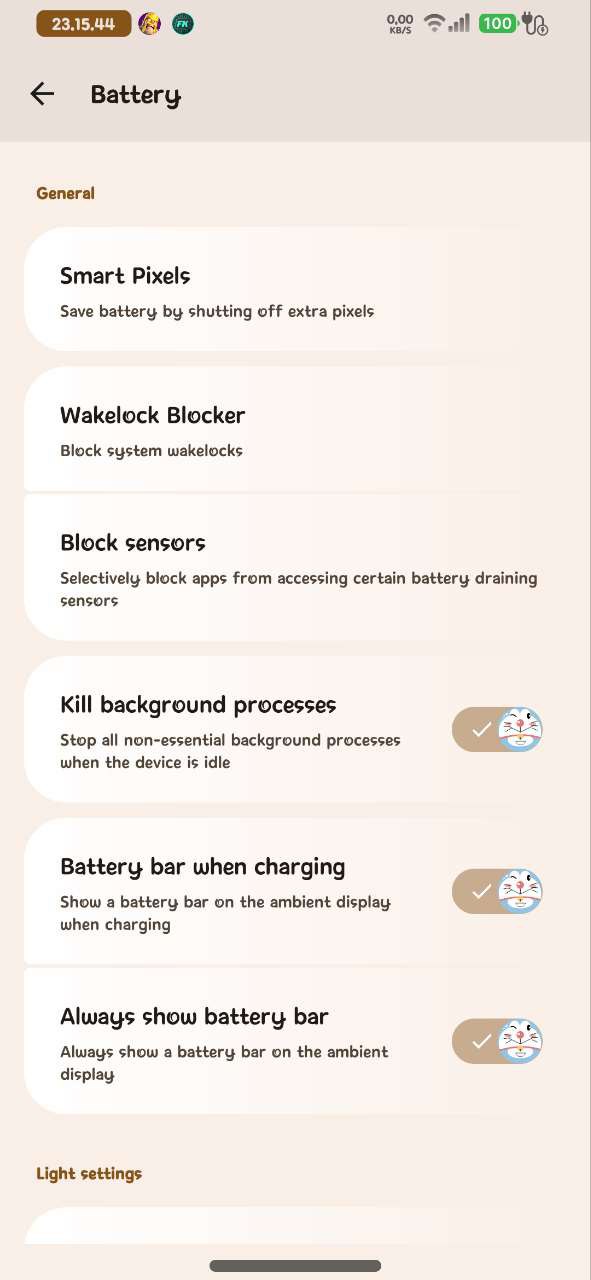 23.15.44
FK
0,00
KB/S
100
Battery
General
Smart Pixels
Save battery by shutting off extra pixels
Wakelock Blocker
Block system wakelocks
Block sensors
Selectively block apps from accessing certain battery draining
sensors
Kill background processes
Stop all non-essential background processes
when the device is idle
Battery bar when charging
Show a battery bar on the ambient display
when charging
Always show battery bar
Always show a battery bar on the ambient
display
Light settings